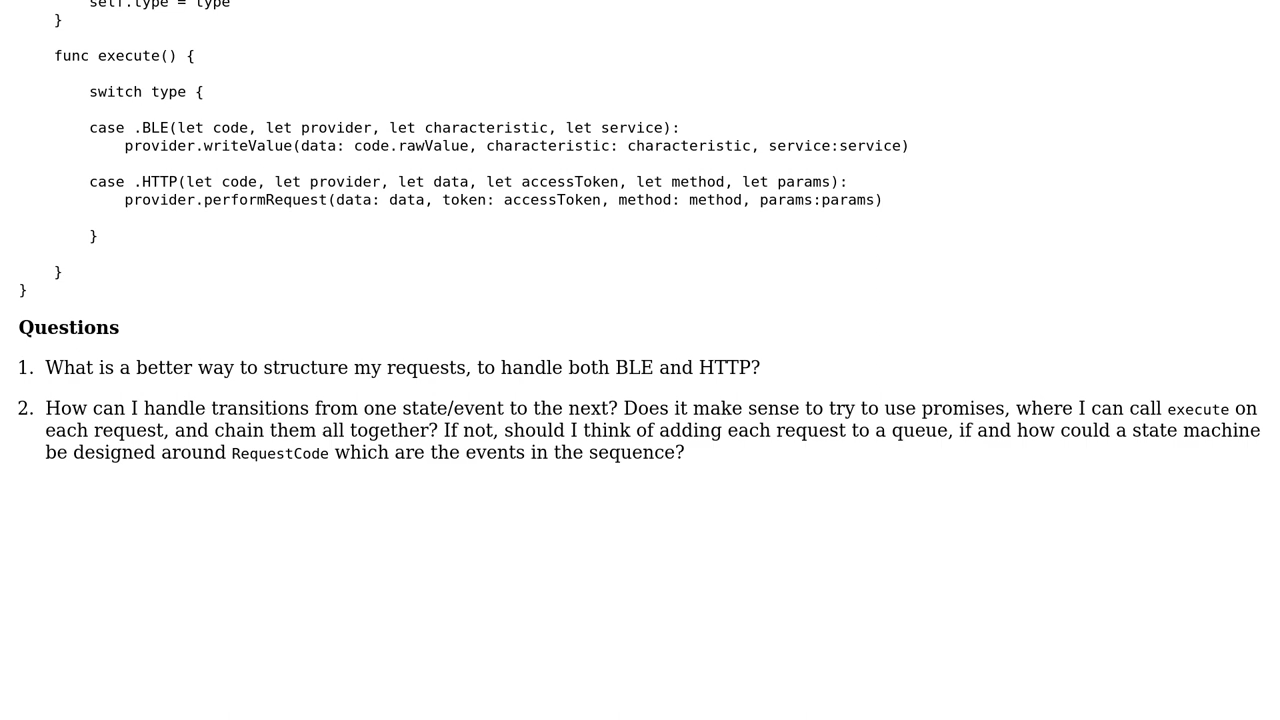 self.type = type
}
func execute() {
switch type {
case .BLE(let code, let provider, let characteristic, let service):
provider.writeValue(data: code.rawValue, characteristic: characteristic, service:service)
case .HTTP(let code, let provider, let data, let accessToken, let method, let params):
provider.performRequest(data: data, token: accessToken, method: method, params:params)
}
}
}
Questions
1. What is a better way to structure my requests, to handle both BLE and HTTP?
2. How can I handle transitions from one state/event to the next? Does it make sense to try to use promises, where I can call execute on
each request, and chain them all together? If not, should I think of adding each request to a queue, if and how could a state machine
be designed around RequestCode which are the events in the sequence?